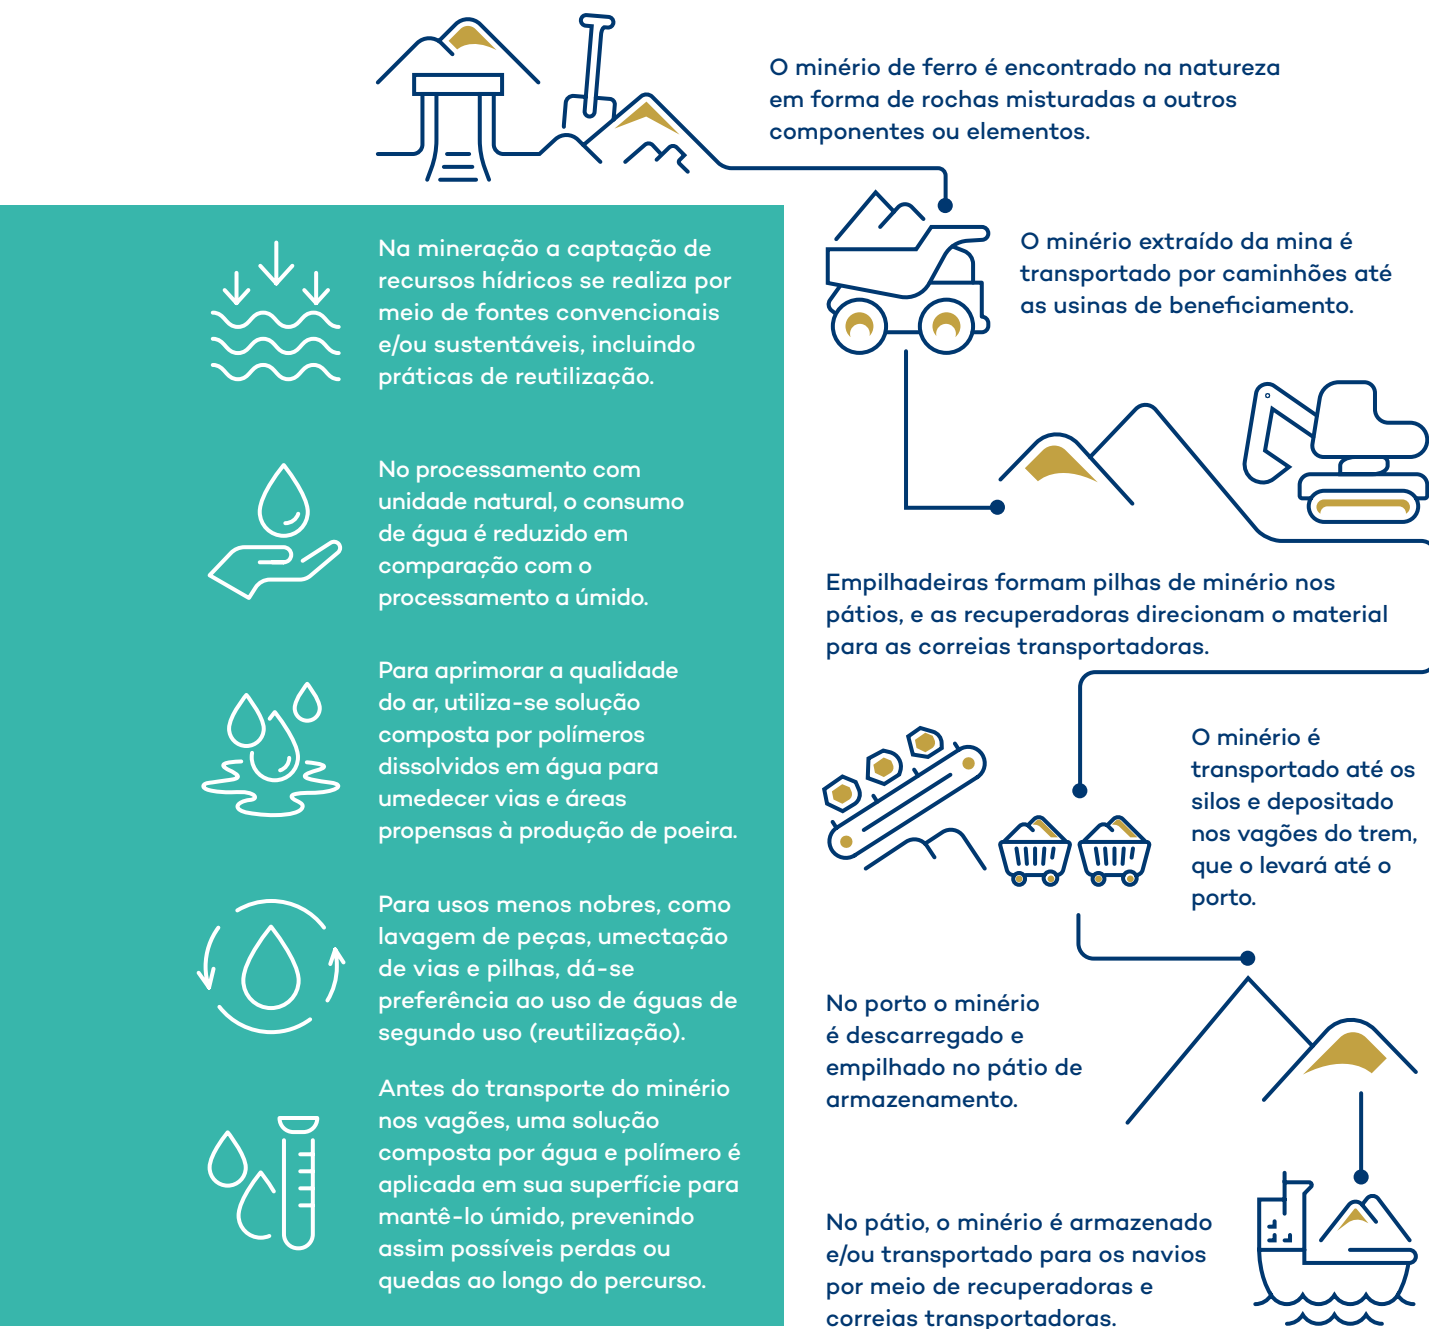 O minério de ferro é encontrado na natureza
em forma de rochas misturadas a outros
componentes ou elementos.
O minério extraído da mina é
transportado por caminhões até
as usinas de beneficiamento.
Empilhadeiras formam pilhas de minério nos
pátios, e as recuperadoras direcionam o material
para as correias transportadoras.
O minério é
transportado até os
silos e depositado
nos vagões do trem,
que o levará até o
porto.
No porto o minério
é descarregado e
empilhado no pátio de
armazenamento.
No pátio, o minério é armazenado
e/ou transportado para os navios
por meio de recuperadoras e
correias transportadoras.
Na mineração a captação de
recursos hídricos se realiza por
meio de fontes convencionais
e/ou sustentáveis, incluindo
práticas de reutilização.
No processamento com
unidade natural, o consumo
de água é reduzido em
comparação com o
processamento a úmido.
Para aprimorar a qualidade
do ar, utiliza-se solução
composta por polímeros
dissolvidos em água para
umedecer vias e áreas
propensas à produção de poeira.
Para usos menos nobres, como
lavagem de peças, umectação
de vias e pilhas, dá-se
preferência ao uso de águas de
segundo uso (reutilização).
Antes do transporte do minério
nos vagões, uma solução
composta por água e polímero é
aplicada em sua superfície para
mantê-lo úmido, prevenindo
assim possíveis perdas ou
quedas ao longo do percurso.